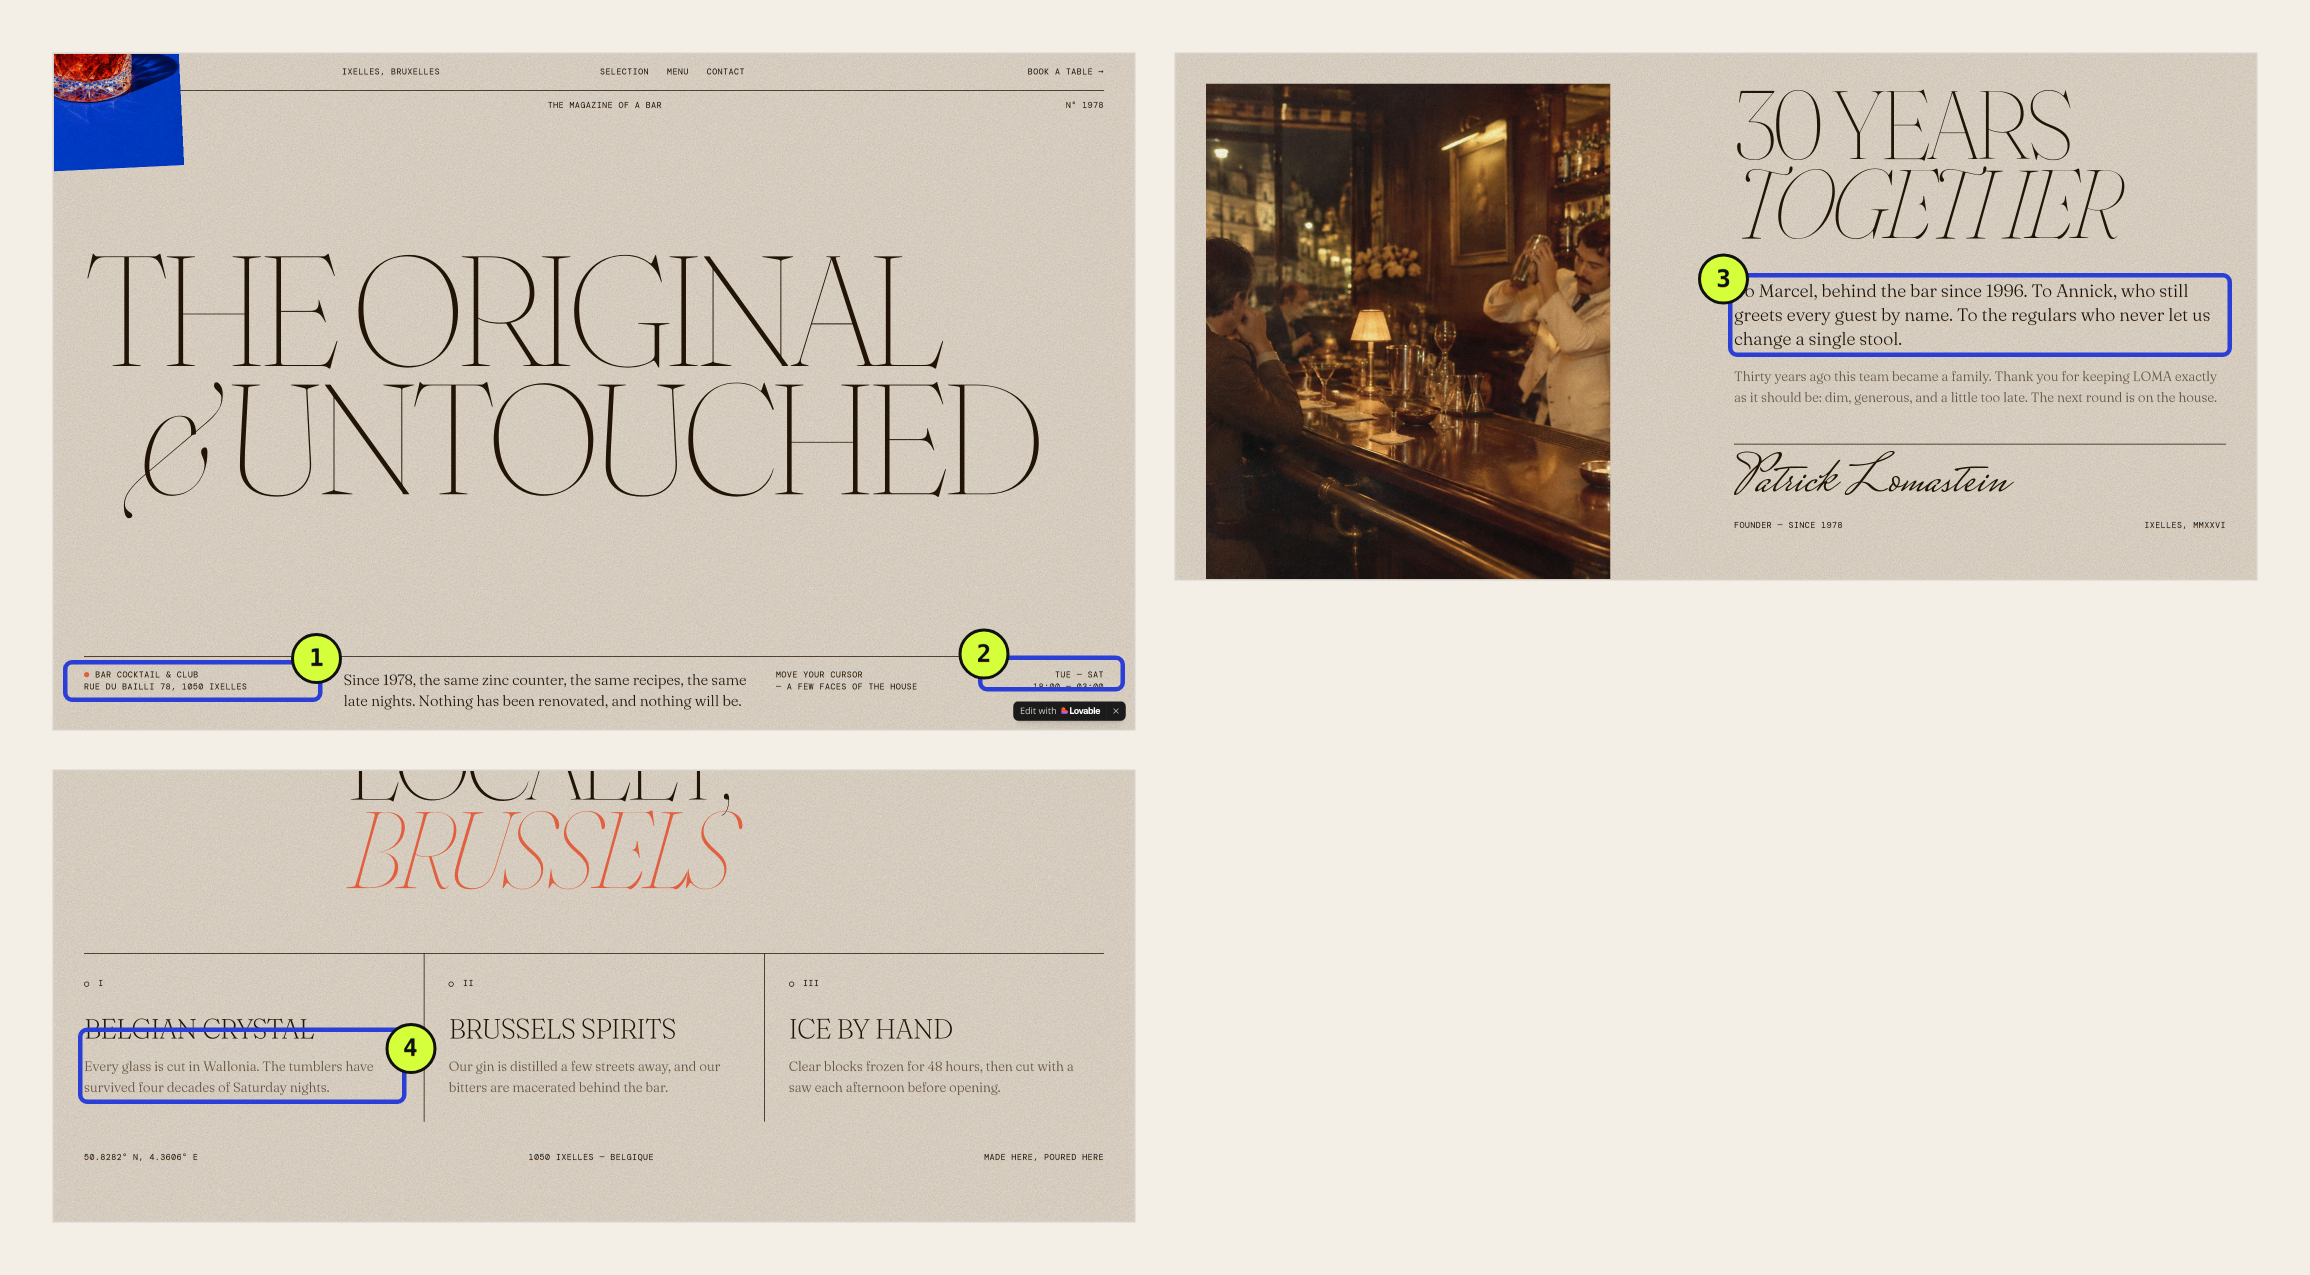 IXELLES, BRUXELLES
SELECTION MENU CONTACT
BOOK A TABLE →
THE MAGAZINE OF A BAR
N° 1978
THE ORIGINAL
& UNTOUCHED
1
2
BAR COCKTAIL & CLUB
RUE DU BAILLI 78, 1050 IXELLES
Since 1978, the same zinc counter, the same recipes, the same
late nights. Nothing has been renovated, and nothing will be.
MOVE YOUR CURSOR
— A FEW FACES OF THE HOUSE
TUE — SAT
18:00 — 03:00
Edit with Lovable ×
30 YEARS
TOGETHER
3
Marcel, behind the bar since 1996. To Annick, who still
greets every guest by name. To the regulars who never let us
change a single stool.
Thirty years ago this team became a family. Thank you for keeping LOMA exactly
as it should be: dim, generous, and a little too late. The next round is on the house.
Patrick Lomastein
FOUNDER — SINCE 1978
IXELLES, MMXXVI
LOCALLY,
BRUSSELS
I
BELGIAN CRYSTAL
4
Every glass is cut in Wallonia. The tumblers have
survived four decades of Saturday nights.
II
BRUSSELS SPIRITS
Our gin is distilled a few streets away, and our
bitters are macerated behind the bar.
III
ICE BY HAND
Clear blocks frozen for 48 hours, then cut with a
saw each afternoon before opening.
50.8282° N, 4.3606° E
1050 IXELLES — BELGIQUE
MADE HERE, POURED HERE